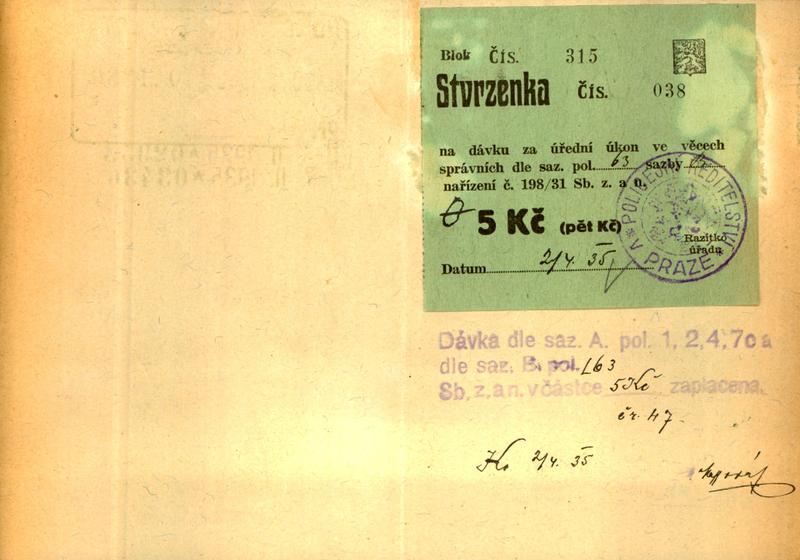 Blok Čís. 315
Stvrzenka Čís. 038
na dávku za úřední úkon ve věcech
správních dle saz. pol. 63 sazby
nařízení č. 198/31 Sb. z. a n.
5 Kč (pět Kč)
Razítko
úřadu
Datum 2/4. 35
POLICEJNÍ ŘEDITELSTVÍ V PRAZE
Dávka dle saz. A. pol. 1, 2, 4, 7c a
dle saz. B. pol. 63
Sb. z. a n. v částce 5 Kč zaplacena.
čr. 47
2/4. 35